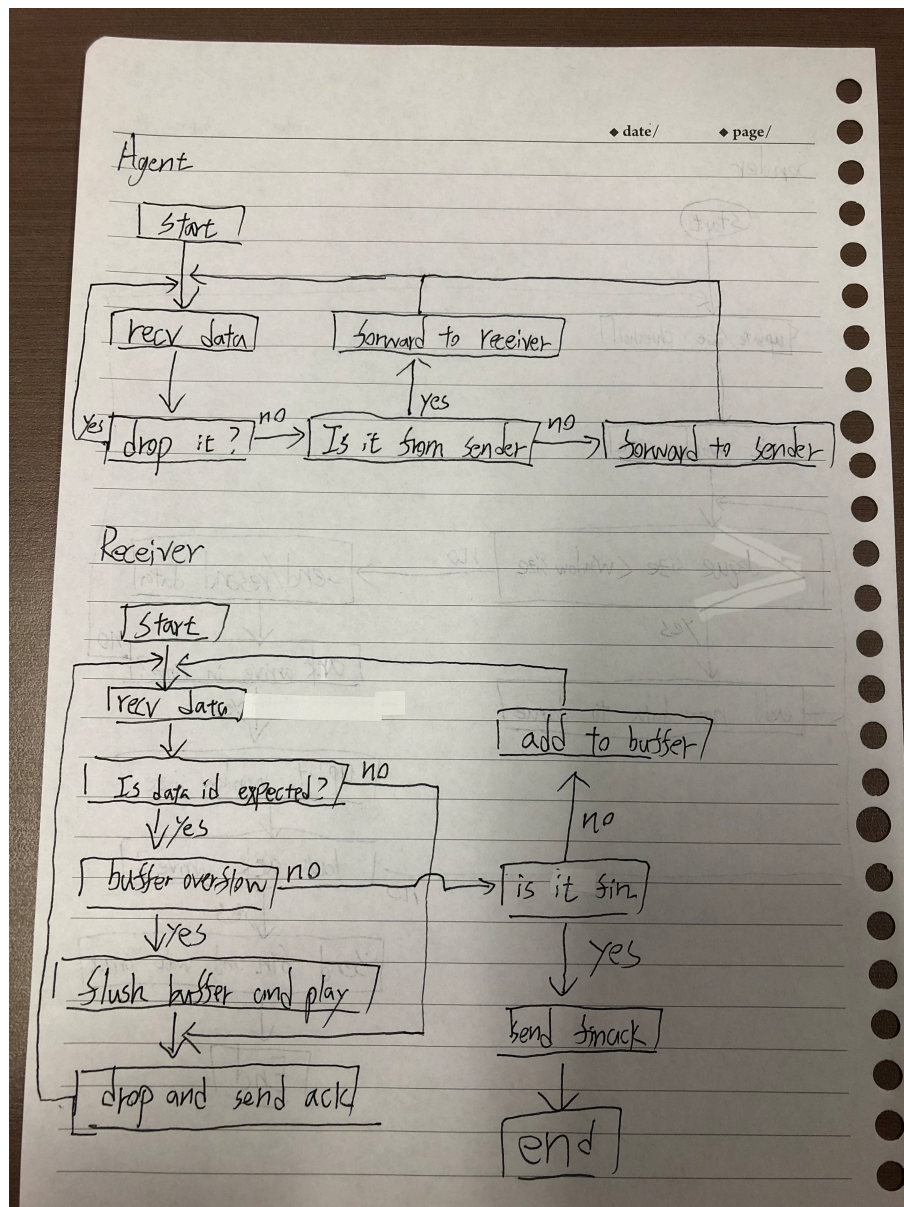 ◆ date/ ◆ page/
Agent
start
recv data
forward to receiver
yes
yes
drop it?
no
Is it from sender
no
forward to sender
Receiver
start
recv data
add to buffer
Is data id expected?
no
yes
no
buffer overflow
no
is it fin
yes
yes
flush buffer and play
send finack
drop and send ack
end